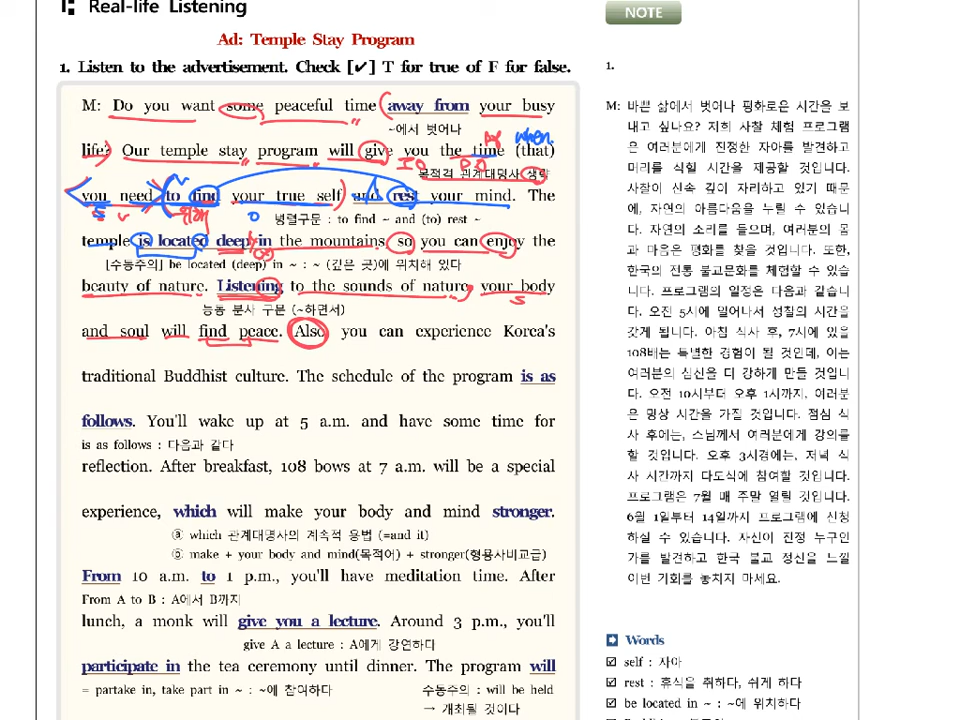 Real-life Listening
NOTE
Ad: Temple Stay Program
1. Listen to the advertisement. Check [✔] T for true of F for false.
M: Do you want some peaceful time away from your busy
~에서 벗어나
when
life? Our temple stay program will give you the time (that)
IO DO
목적격 관계대명사 생략
you need to find your true self and rest your mind. The
S V O
병렬구문 : to find ~ and (to) rest ~
temple is located deep in the mountains so you can enjoy the
[수동주의] be located (deep) in ~ : ~ (깊은 곳)에 위치해 있다
beauty of nature. Listening to the sounds of nature, your body
S
능동 분사 구문 (~하면서)
and soul will find peace. Also you can experience Korea's
traditional Buddhist culture. The schedule of the program is as
follows. You'll wake up at 5 a.m. and have some time for
is as follows : 다음과 같다
reflection. After breakfast, 108 bows at 7 a.m. will be a special
experience, which will make your body and mind stronger.
ⓐ which 관계대명사의 계속적 용법 (=and it)
ⓑ make + your body and mind(목적어) + stronger(형용사비교급)
From 10 a.m. to 1 p.m., you'll have meditation time. After
From A to B : A에서 B까지
lunch, a monk will give you a lecture. Around 3 p.m., you'll
give A a lecture : A에게 강연하다
participate in the tea ceremony until dinner. The program will
= partake in, take part in ~ : ~에 참여하다
수동주의 : will be held
→ 개최될 것이다
1.
M: 바쁜 삶에서 벗어나 평화로은 시간을 보
내고 싶나요? 저희 사찰 체험 프로그램
은 여러분에게 진정한 자아를 발견하고
머리를 식힐 시간을 제공할 것입니다.
사찰이 산속 깊이 자리하고 있기 때문
에, 자연의 아름다움을 누릴 수 있습니
다. 자연의 소리를 들으며, 여러분의 몸
과 마음은 평화를 찾을 것입니다. 또한,
한국의 전통 불교문화를 체험할 수 있습
니다. 프로그램의 일정은 다음과 같습니
다. 오전 5시에 일어나서 성찰의 시간을
갖게 됩니다. 아침 식사 후, 7시에 있을
108배는 특별한 경험이 될 것인데, 이는
여러분의 심신을 더 강하게 만들 것입니
다. 오전 10시부터 오후 1시까지, 여러분
은 명상 시간을 가질 것입니다. 점심 식
사 후에는, 스님께서 여러분에게 강의를
할 것입니다. 오후 3시경에는, 저녁 식
사 시간까지 다도식에 참여할 것입니다.
프로그램은 7월 매 주말 열릴 것입니다.
6월 1일부터 14일까지 프로그램에 신청
하실 수 있습니다. 자신이 진정 누구인
가를 발견하고 한국 불교 정신을 느낄
이번 기회를 놓치지 마세요.
Words
self : 자아
rest : 휴식을 취하다, 쉬게 하다
be located in ~ : ~에 위치하다